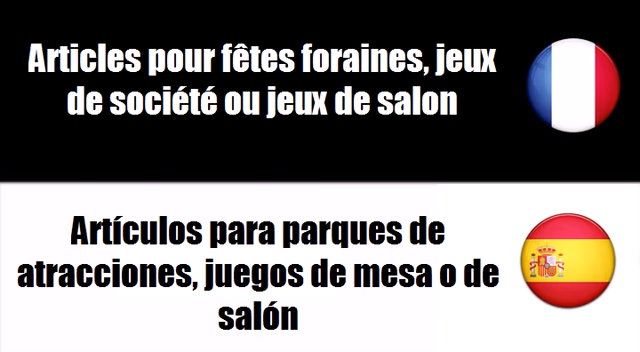 Articles pour fêtes foraines, jeux
de société ou jeux de salon
Artículos para parques de
atracciones, juegos de mesa o de
salón